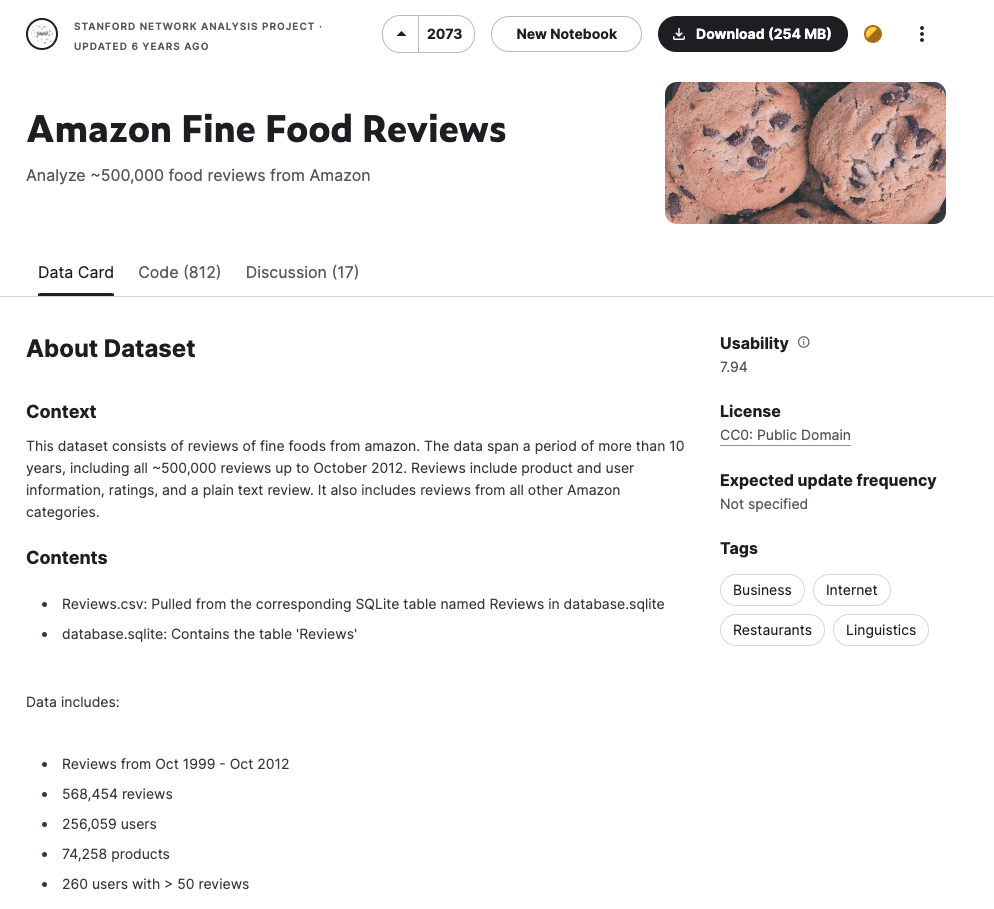 STANFORD NETWORK ANALYSIS PROJECT ·
UPDATED 6 YEARS AGO
2073
New Notebook
Download (254 MB)
Amazon Fine Food Reviews
Analyze ~500,000 food reviews from Amazon
Data Card
Code (812)
Discussion (17)
About Dataset
Context
This dataset consists of reviews of fine foods from amazon. The data span a period of more than 10
years, including all ~500,000 reviews up to October 2012. Reviews include product and user
information, ratings, and a plain text review. It also includes reviews from all other Amazon
categories.
Contents
• Reviews.csv: Pulled from the corresponding SQLite table named Reviews in database.sqlite
• database.sqlite: Contains the table 'Reviews'
Data includes:
• Reviews from Oct 1999 - Oct 2012
• 568,454 reviews
• 256,059 users
• 74,258 products
• 260 users with > 50 reviews
Usability
7.94
License
CC0: Public Domain
Expected update frequency
Not specified
Tags
Business
Internet
Restaurants
Linguistics